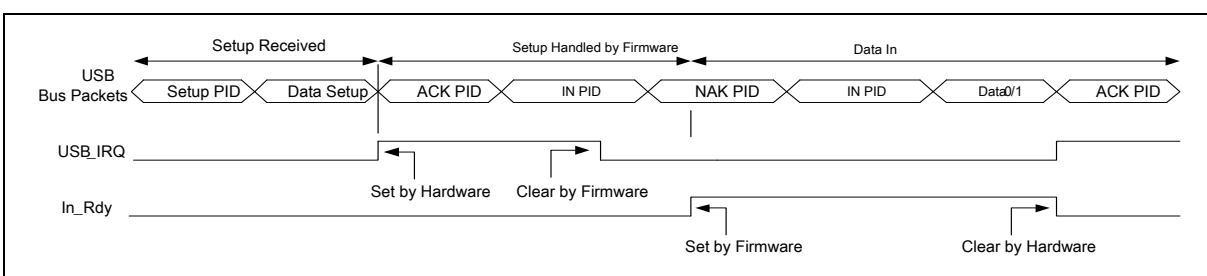 Setup Received
Setup Handled by Firmware
Data In
USB
Bus Packets
Setup PID
Data Setup
ACK PID
IN PID
NAK PID
IN PID
Data0/1
ACK PID
USB_IRQ
Set by Hardware
Clear by Firmware
In_Rdy
Set by Firmware
Clear by Hardware